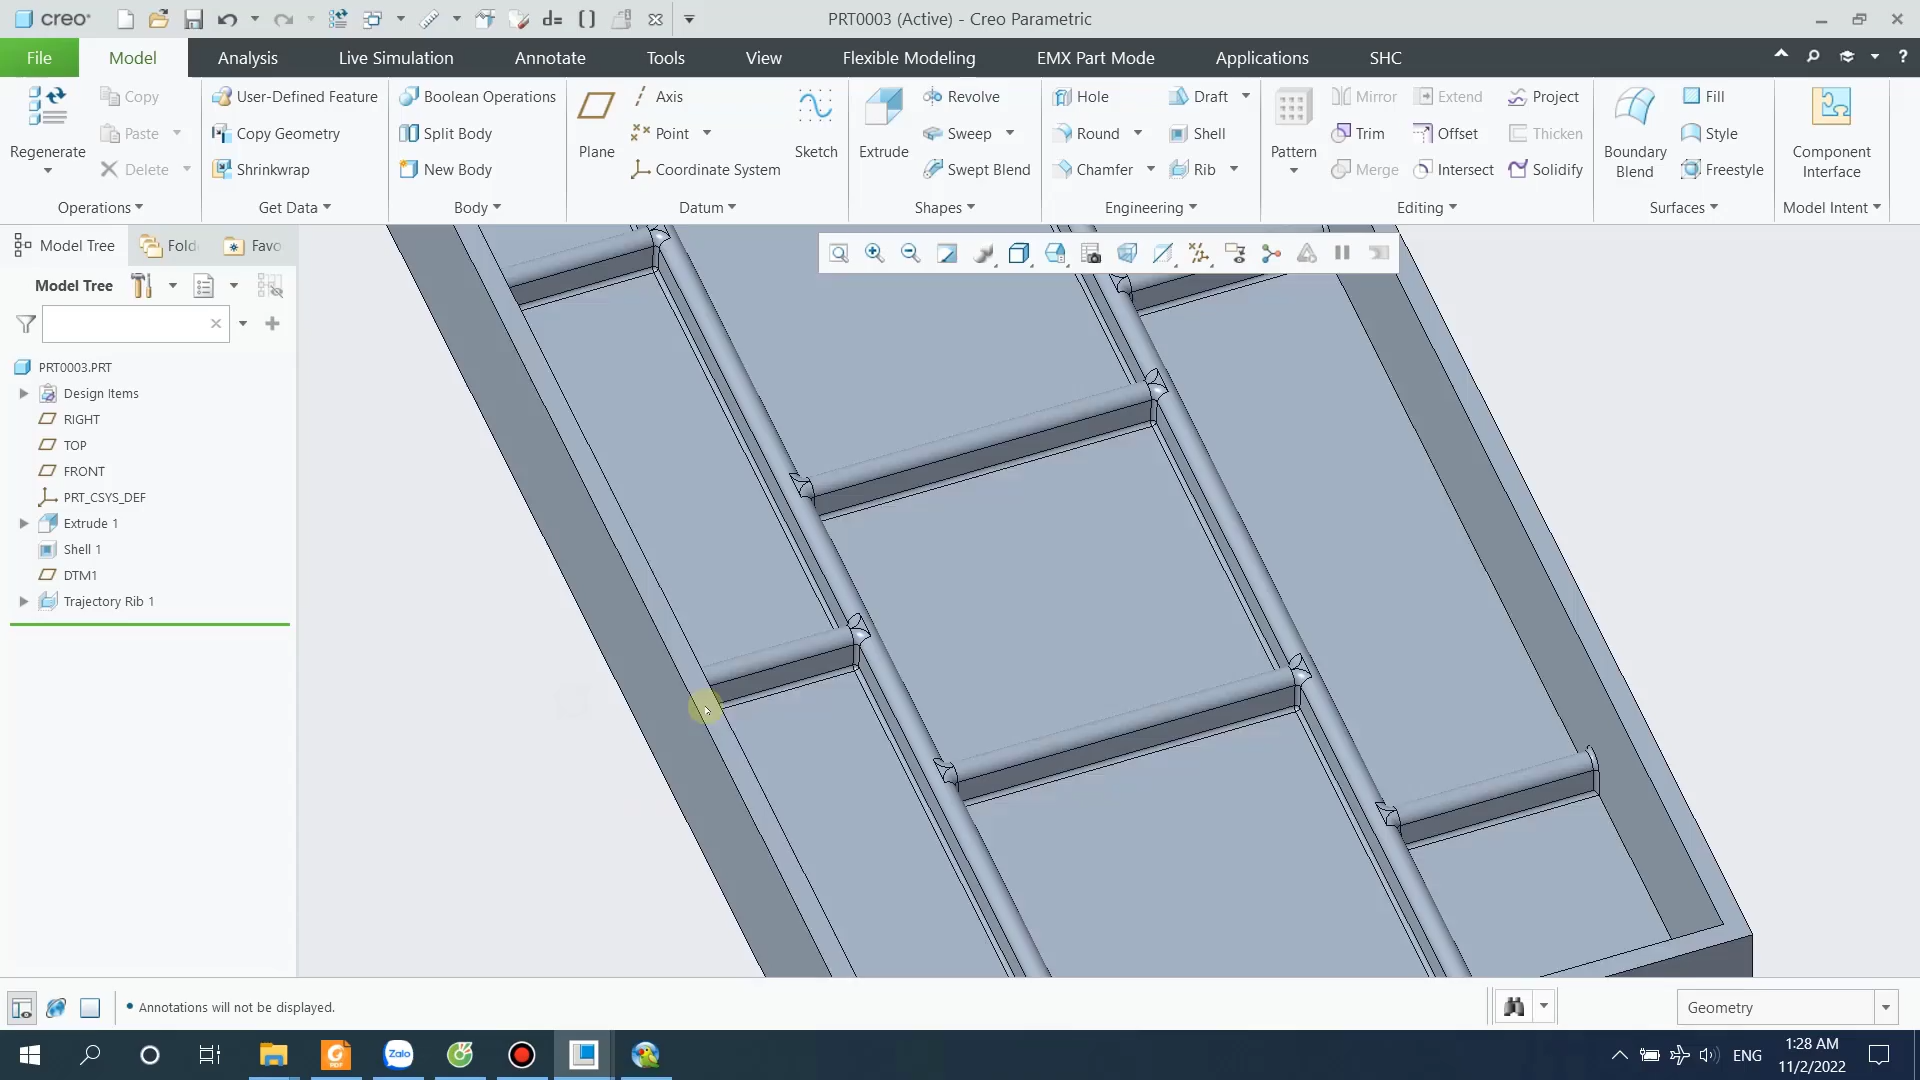 creo
PRT0003 (Active) - Creo Parametric
File
Model
Analysis
Live Simulation
Annotate
Tools
View
Flexible Modeling
EMX Part Mode
Applications
SHC
Regenerate
Copy
Paste
Delete
Operations
User-Defined Feature
Copy Geometry
Shrinkwrap
Get Data
Boolean Operations
Split Body
New Body
Body
Plane
Axis
Point
Coordinate System
Sketch
Datum
Extrude
Revolve
Sweep
Swept Blend
Shapes
Hole
Round
Chamfer
Draft
Shell
Rib
Engineering
Pattern
Mirror
Trim
Merge
Extend
Offset
Intersect
Project
Thicken
Solidify
Editing
Boundary
Blend
Fill
Style
Freestyle
Surfaces
Component
Interface
Model Intent
Model Tree
Fold
Favo
Model Tree
PRT0003.PRT
Design Items
RIGHT
TOP
FRONT
PRT_CSYS_DEF
Extrude 1
Shell 1
DTM1
Trajectory Rib 1
Annotations will not be displayed.
Geometry
PDF
Zalo
ENG
1:28 AM
11/2/2022